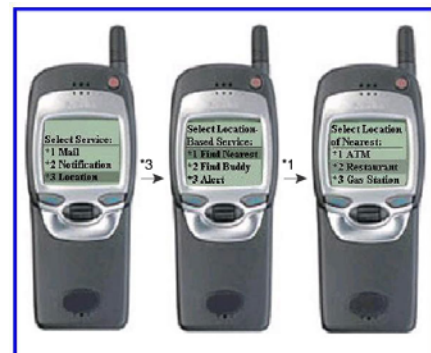 Select Service:
*1 Mail
*2 Notification
*3 Location
*3
Select Location-
Based Service:
*1 Find Nearest
*2 Find Buddy
*3 Alert
*1
Select Location
of Nearest:
*1 ATM
*2 Restaurant
*3 Gas Station